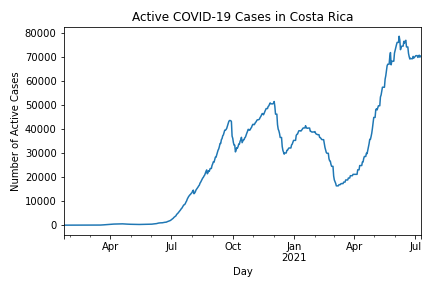 Active COVID-19 Cases in Costa Rica
80000
70000
60000
50000
40000
30000
20000
10000
0
Number of Active Cases
Apr Jul Oct Jan Apr Jul
2021
Day